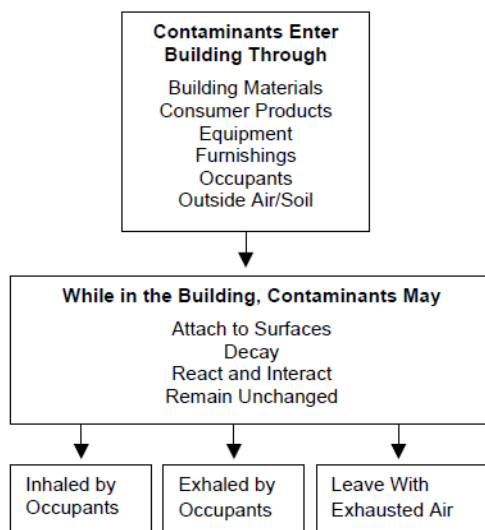 Contaminants Enter
Building Through
Building Materials
Consumer Products
Equipment
Furnishings
Occupants
Outside Air/Soil
While in the Building, Contaminants May
Attach to Surfaces
Decay
React and Interact
Remain Unchanged
Inhaled by
Occupants
Exhaled by
Occupants
Leave With
Exhausted Air